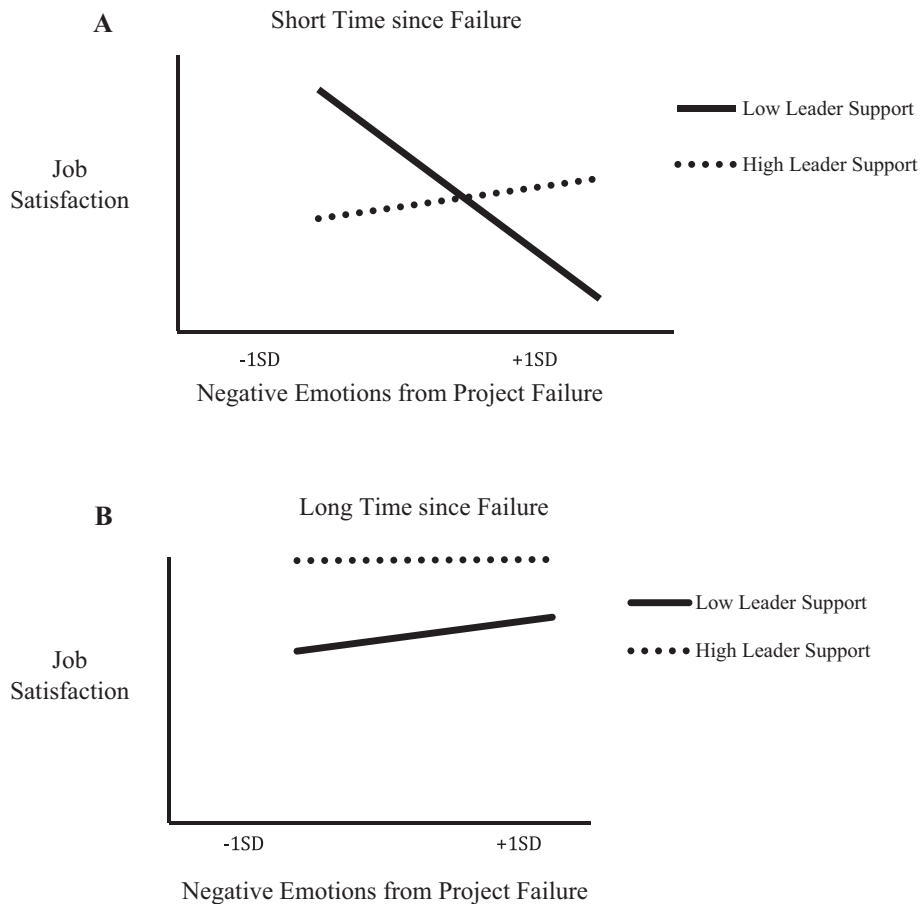 A
Short Time since Failure
Low Leader Support
High Leader Support
Job
Satisfaction
-1SD
+1SD
Negative Emotions from Project Failure
B
Long Time since Failure
Low Leader Support
High Leader Support
Job
Satisfaction
-1SD
+1SD
Negative Emotions from Project Failure